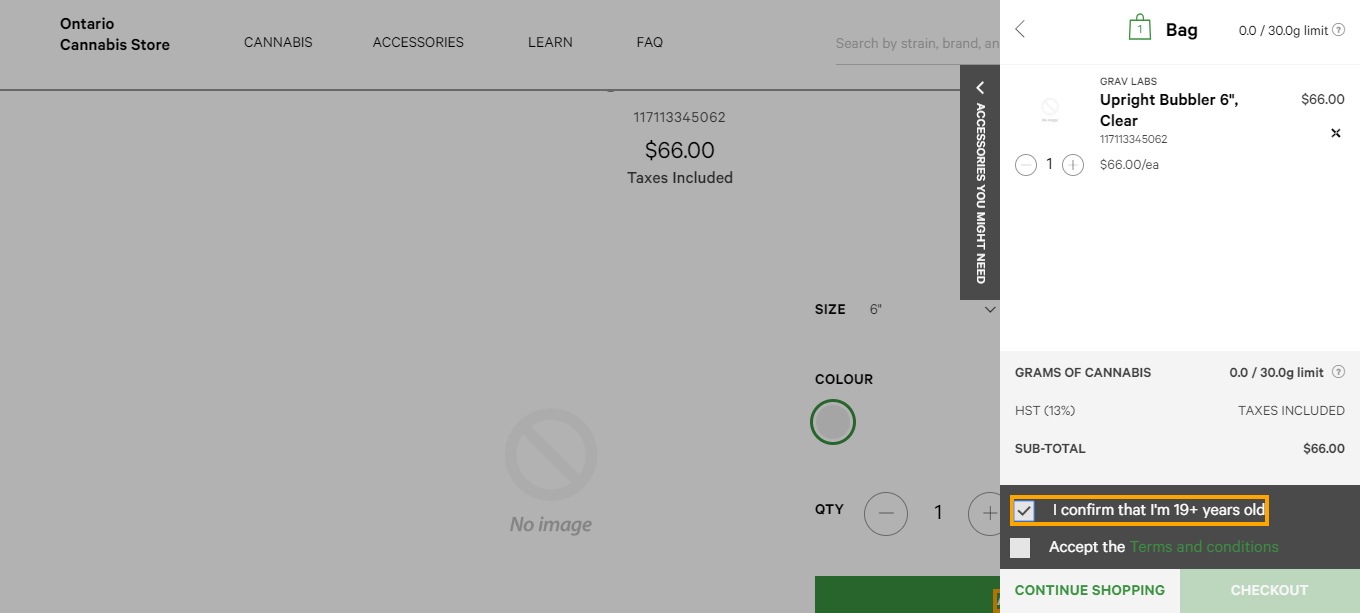 Ontario
Cannabis Store
CANNABIS
ACCESSORIES
LEARN
FAQ
Search by strain, brand, an
117113345062
$66.00
Taxes Included
No image
SIZE 6"
COLOUR
QTY 1
ACCESSORIES YOU MIGHT NEED
1 Bag 0.0 / 30.0g limit ?
GRAV LABS
No image
Upright Bubbler 6", $66.00
Clear
117113345062
1 $66.00/ea
GRAMS OF CANNABIS 0.0 / 30.0g limit ?
HST (13%) TAXES INCLUDED
SUB-TOTAL $66.00
I confirm that I'm 19+ years old
Accept the Terms and conditions
CONTINUE SHOPPING CHECKOUT